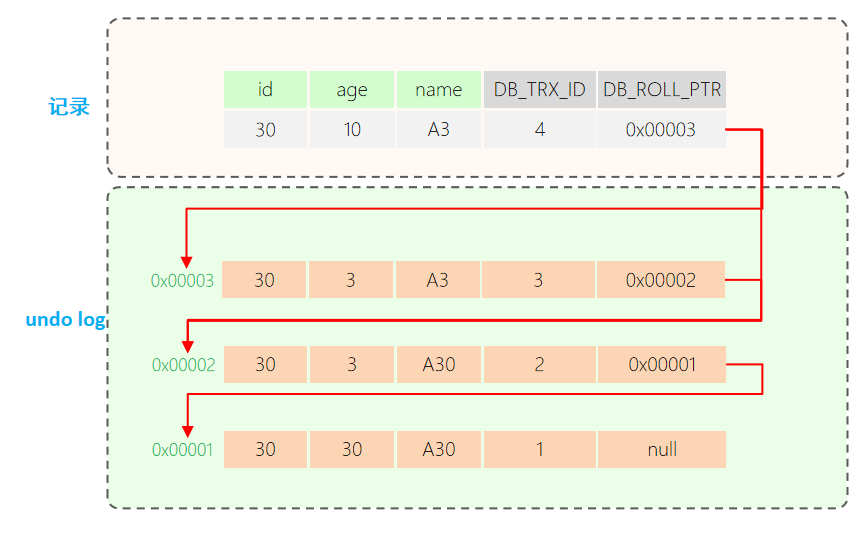 id age name DB_TRX_ID DB_ROLL_PTR
记录
30 10 A3 4 0x00003
0x00003 30 3 A3 3 0x00002
undo log
0x00002 30 3 A30 2 0x00001
0x00001 30 30 A30 1 null